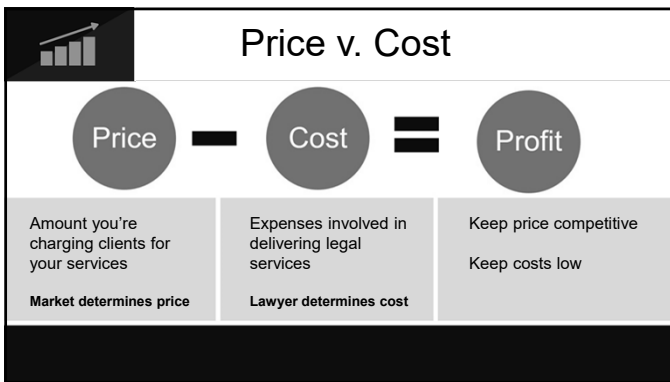 Price v. Cost
Price
Cost
Profit
Amount you're
charging clients for
your services
Market determines price
Expenses involved in
delivering legal
services
Lawyer determines cost
Keep price competitive
Keep costs low